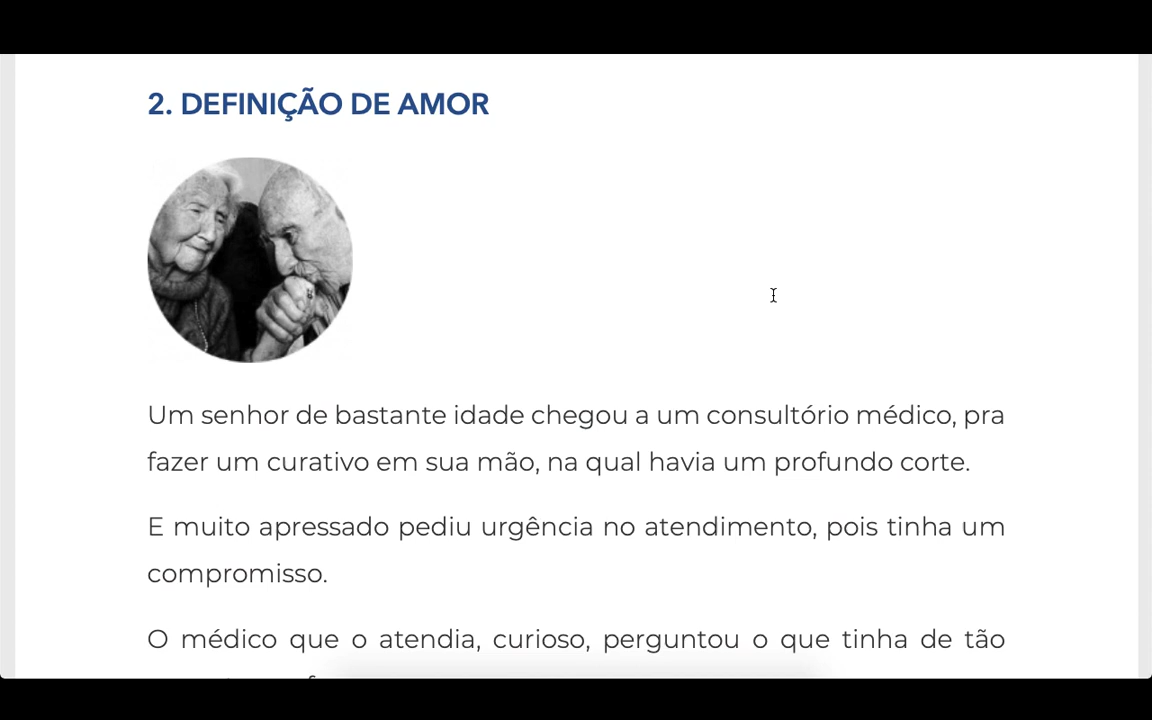 2. DEFINIÇÃO DE AMOR
Um senhor de bastante idade chegou a um consultório médico, pra
fazer um curativo em sua mão, na qual havia um profundo corte.
E muito apressado pediu urgência no atendimento, pois tinha um
compromisso.
O médico que o atendia, curioso, perguntou o que tinha de tão